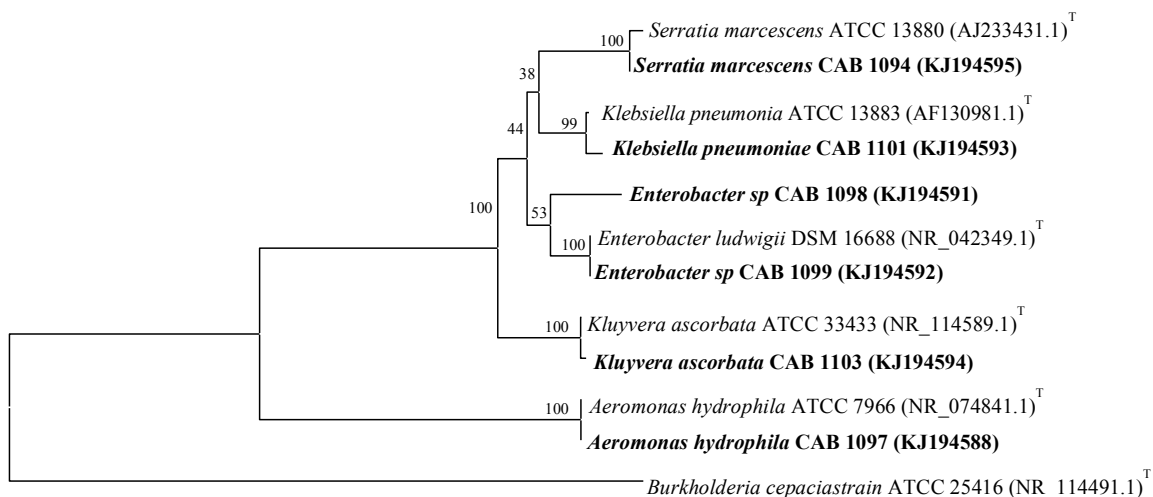 Serratia marcescens ATCC 13880 (AJ233431.1)T
100
Serratia marcescens CAB 1094 (KJ194595)
38
Klebsiella pneumonia ATCC 13883 (AF130981.1)T
99
44
Klebsiella pneumoniae CAB 1101 (KJ194593)
Enterobacter sp CAB 1098 (KJ194591)
100
53
Enterobacter ludwigii DSM 16688 (NR_042349.1)T
100
Enterobacter sp CAB 1099 (KJ194592)
Kluyvera ascorbata ATCC 33433 (NR_114589.1)T
100
Kluyvera ascorbata CAB 1103 (KJ194594)
Aeromonas hydrophila ATCC 7966 (NR_074841.1)T
100
Aeromonas hydrophila CAB 1097 (KJ194588)
Burkholderia cepaciastrain ATCC 25416 (NR_114491.1)T